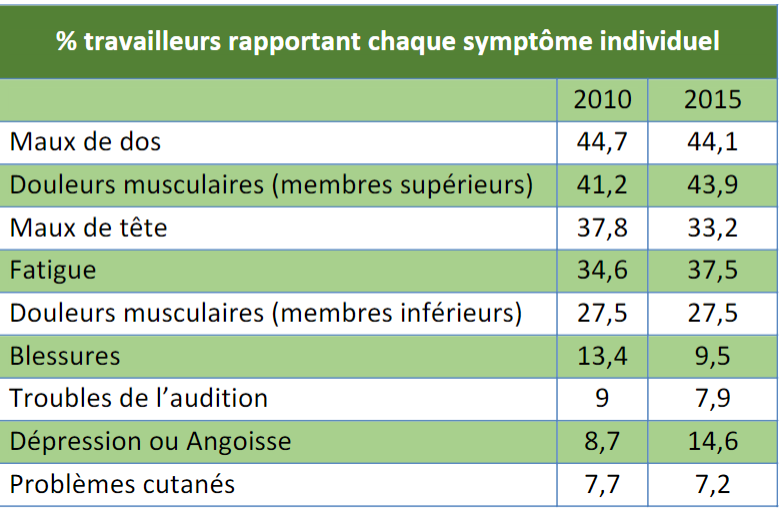 % travailleurs rapportant chaque symptôme individuel
2010 2015
Maux de dos 44,7 44,1
Douleurs musculaires (membres supérieurs) 41,2 43,9
Maux de tête 37,8 33,2
Fatigue 34,6 37,5
Douleurs musculaires (membres inférieurs) 27,5 27,5
Blessures 13,4 9,5
Troubles de l’audition 9 7,9
Dépression ou Angoisse 8,7 14,6
Problèmes cutanés 7,7 7,2